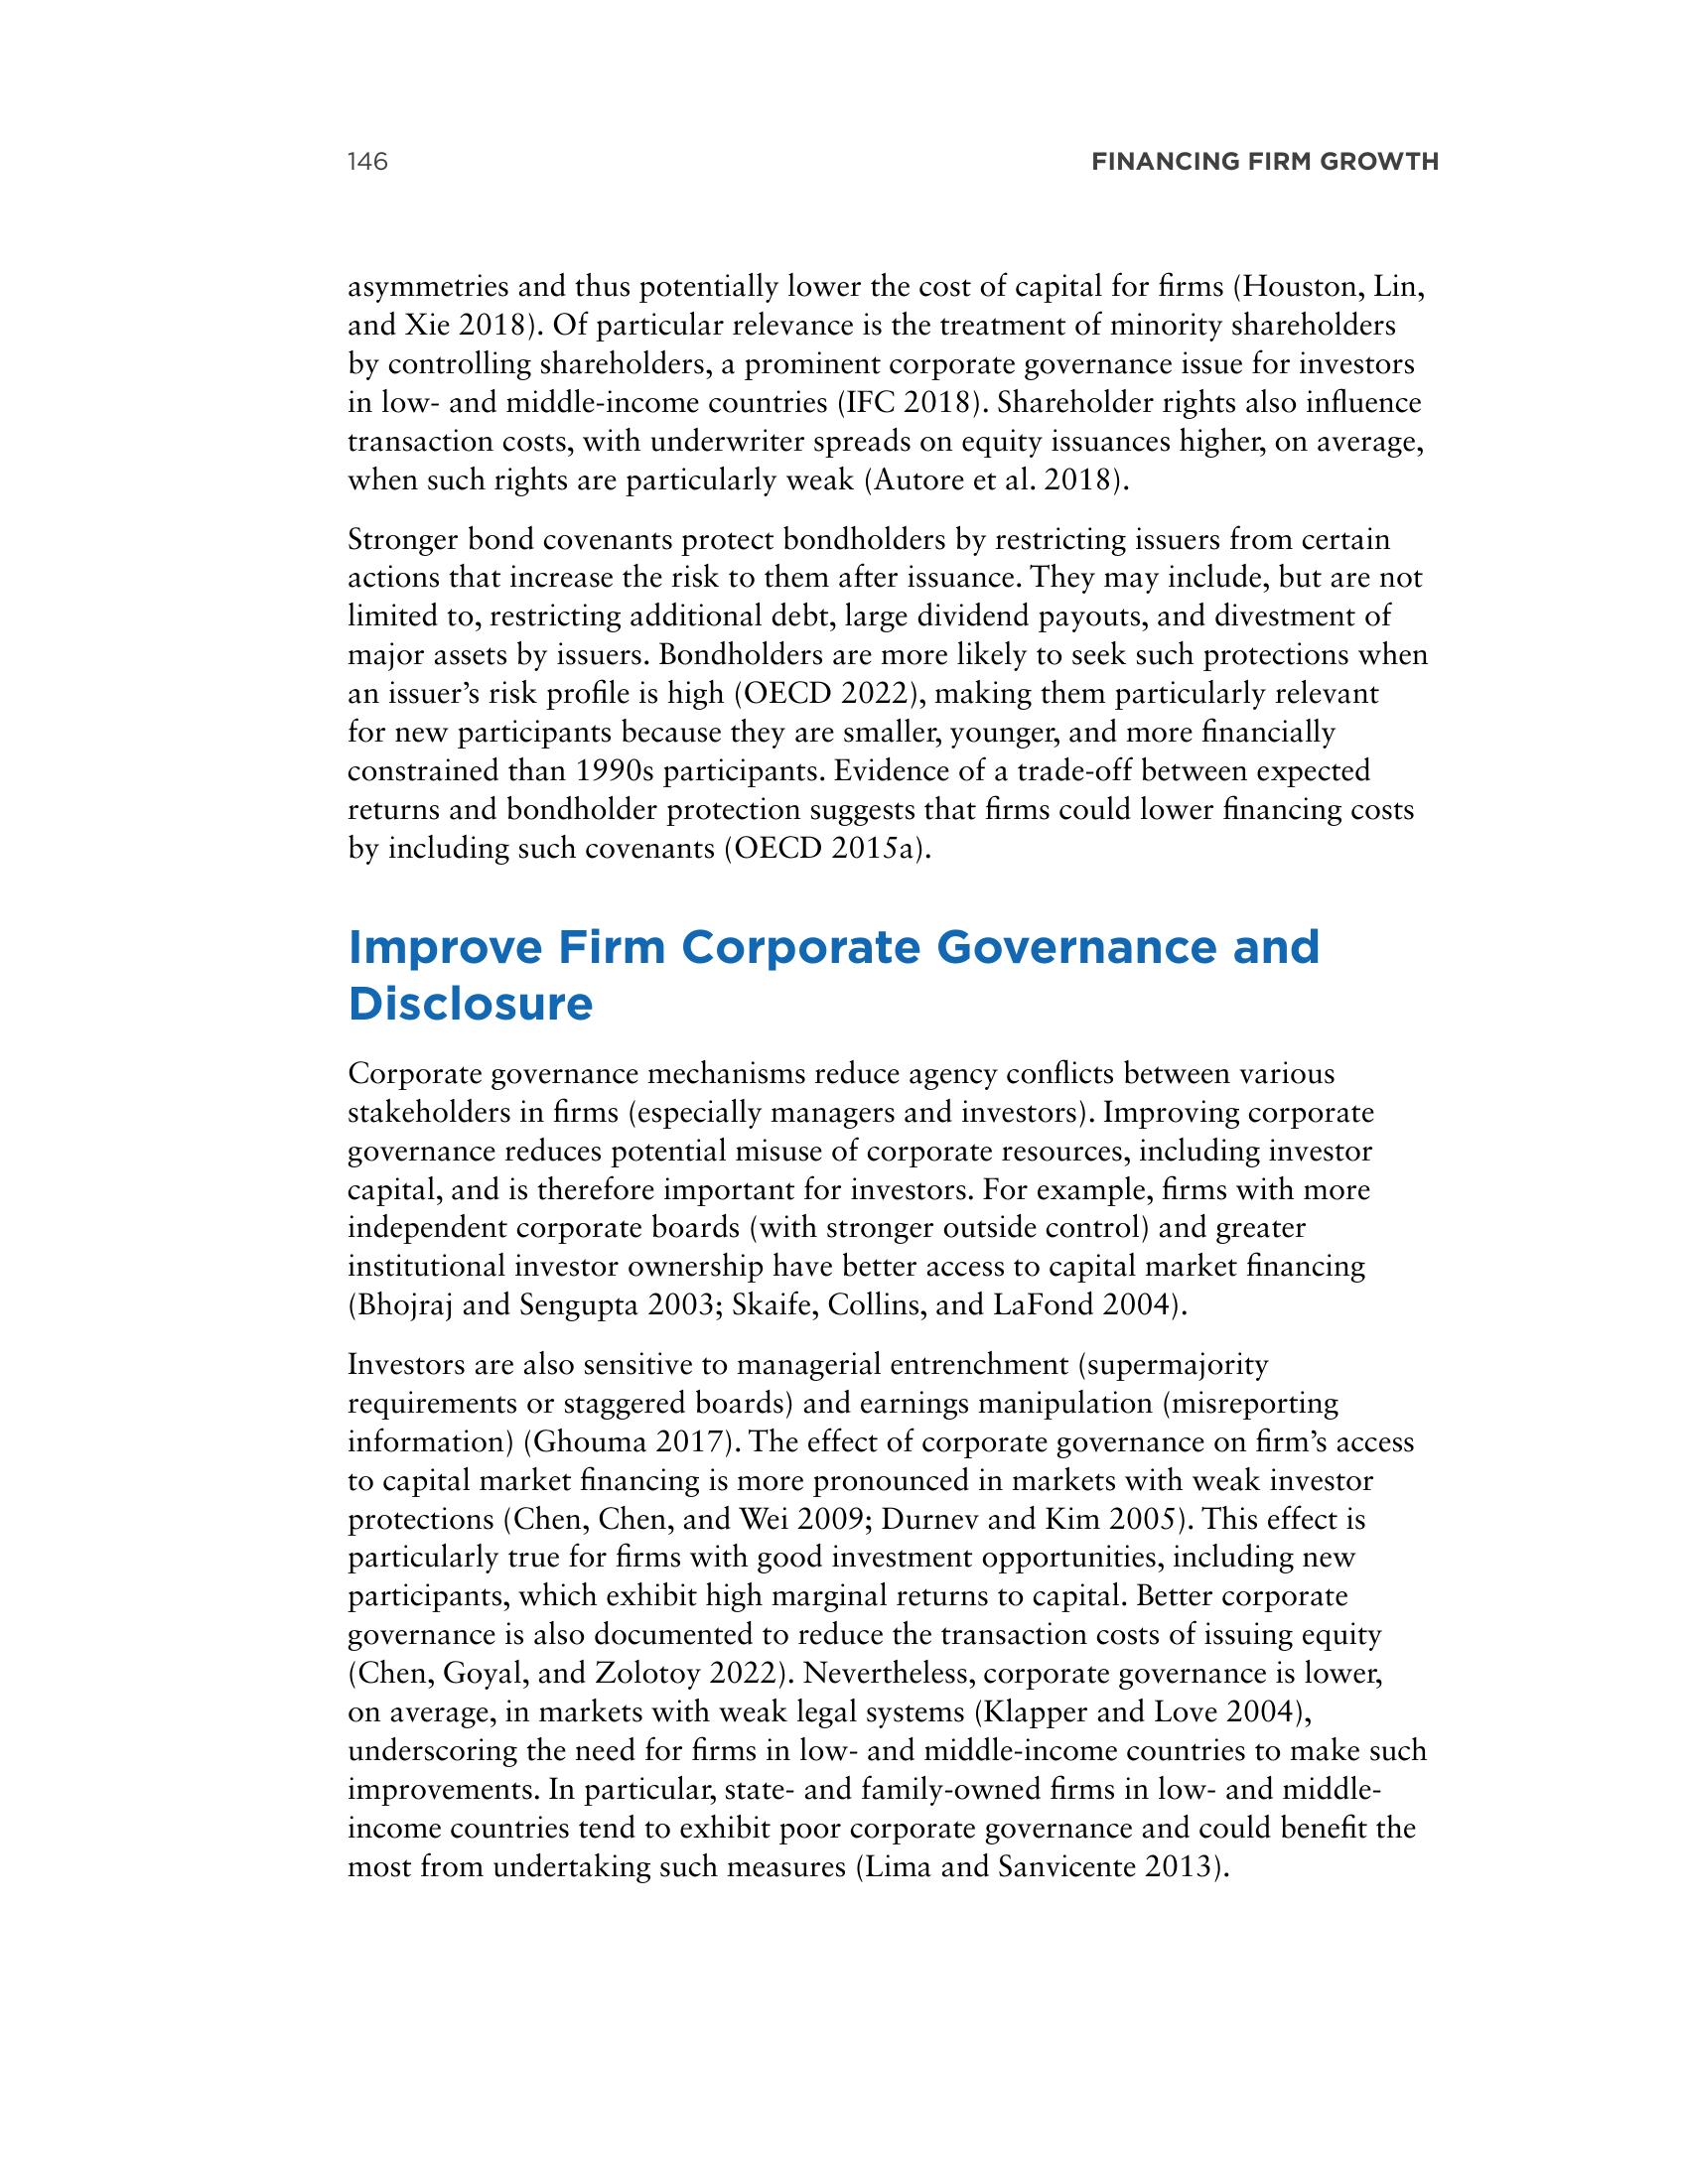 146
FINANCING FIRM GROWTH
asymmetries and thus potentially lower the cost of capital for firms (Houston, Lin,
and Xie 2018). Of particular relevance is the treatment of minority shareholders
by controlling shareholders, a prominent corporate governance issue for investors
in low- and middle-income countries (IFC 2018). Shareholder rights also influence
transaction costs, with underwriter spreads on equity issuances higher, on average,
when such rights are particularly weak (Autore et al. 2018).
Stronger bond covenants protect bondholders by restricting issuers from certain
actions that increase the risk to them after issuance. They may include, but are not
limited to, restricting additional debt, large dividend payouts, and divestment of
major assets by issuers. Bondholders are more likely to seek such protections when
an issuer’s risk profile is high (OECD 2022), making them particularly relevant
for new participants because they are smaller, younger, and more financially
constrained than 1990s participants. Evidence of a trade-off between expected
returns and bondholder protection suggests that firms could lower financing costs
by including such covenants (OECD 2015a).
Improve Firm Corporate Governance and
Disclosure
Corporate governance mechanisms reduce agency conflicts between various
stakeholders in firms (especially managers and investors). Improving corporate
governance reduces potential misuse of corporate resources, including investor
capital, and is therefore important for investors. For example, firms with more
independent corporate boards (with stronger outside control) and greater
institutional investor ownership have better access to capital market financing
(Bhojraj and Sengupta 2003; Skaife, Collins, and LaFond 2004).
Investors are also sensitive to managerial entrenchment (supermajority
requirements or staggered boards) and earnings manipulation (misreporting
information) (Ghouma 2017). The effect of corporate governance on firm’s access
to capital market financing is more pronounced in markets with weak investor
protections (Chen, Chen, and Wei 2009; Durnev and Kim 2005). This effect is
particularly true for firms with good investment opportunities, including new
participants, which exhibit high marginal returns to capital. Better corporate
governance is also documented to reduce the transaction costs of issuing equity
(Chen, Goyal, and Zolotoy 2022). Nevertheless, corporate governance is lower,
on average, in markets with weak legal systems (Klapper and Love 2004),
underscoring the need for firms in low- and middle-income countries to make such
improvements. In particular, state- and family-owned firms in low- and middle-
income countries tend to exhibit poor corporate governance and could benefit the
most from undertaking such measures (Lima and Sanvicente 2013).